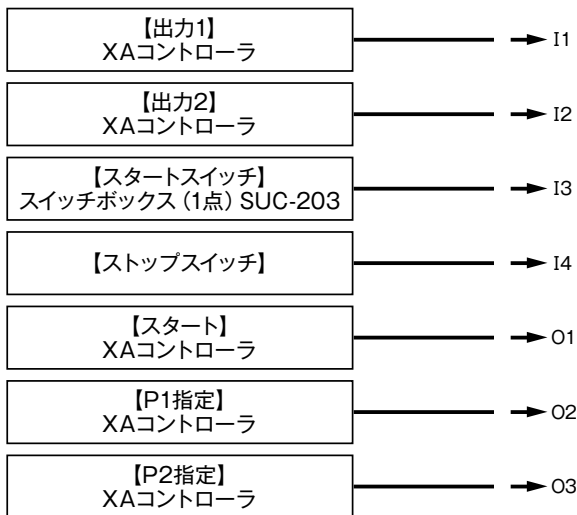 【出力1】
XAコントローラ
I1
【出力2】
XAコントローラ
I2
【スタートスイッチ】
スイッチボックス（1点）SUC-203
I3
【ストップスイッチ】
I4
【スタート】
XAコントローラ
O1
【P1指定】
XAコントローラ
O2
【P2指定】
XAコントローラ
O3